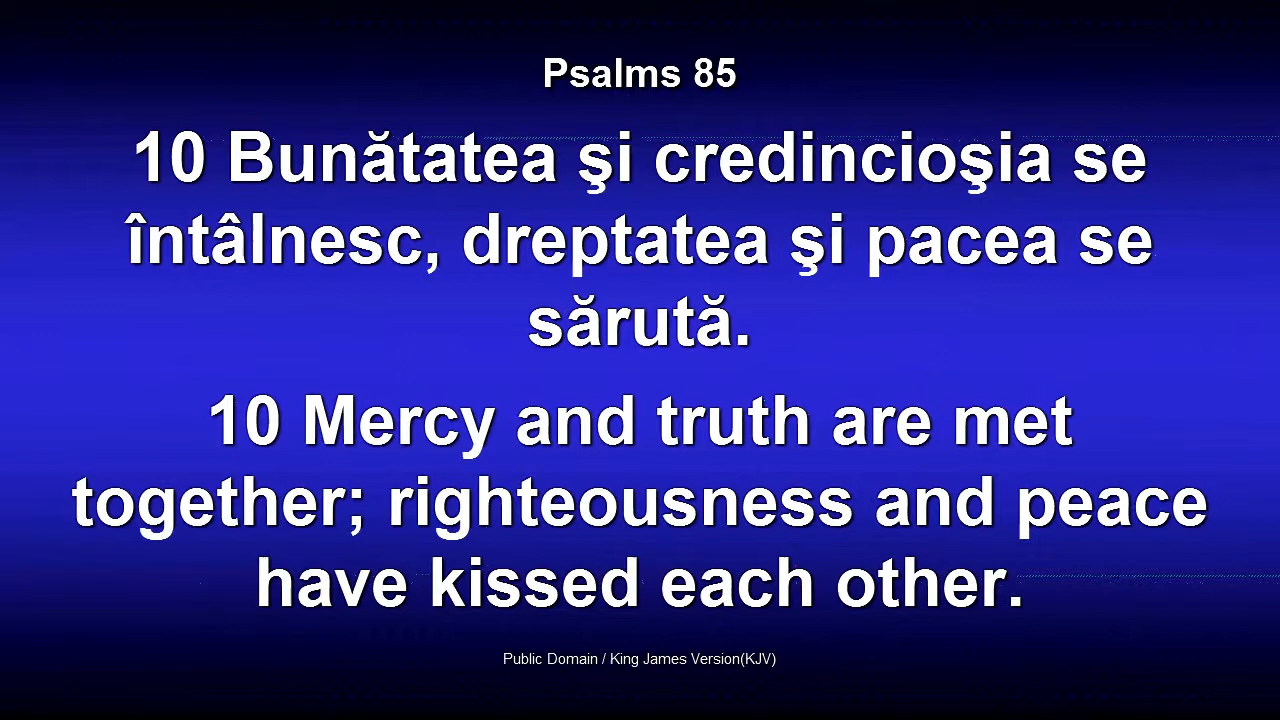 Psalms 85
10 Bunătatea şi credincioşia se
întâlnesc, dreptatea şi pacea se
sărută.
10 Mercy and truth are met
together; righteousness and peace
have kissed each other.
Public Domain / King James Version(KJV)